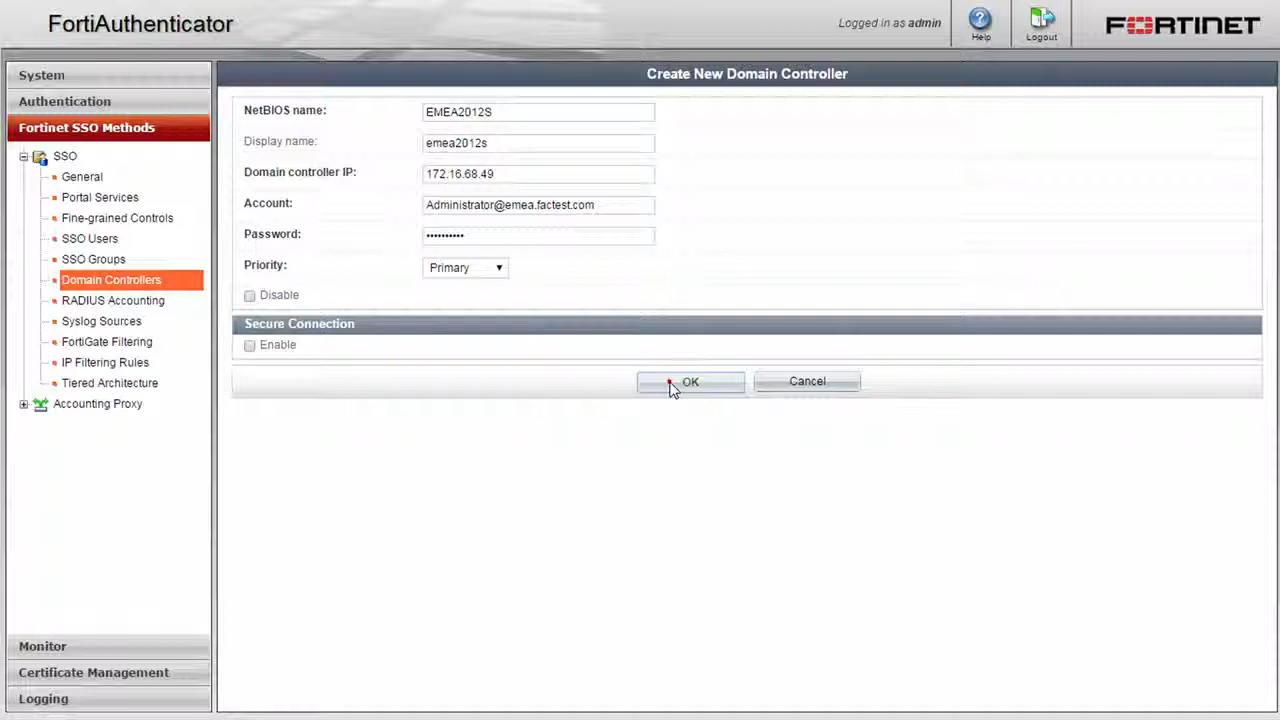 FortiAuthenticator
Logged in as admin
Help
Logout
FORTINET
System
Authentication
Fortinet SSO Methods
SSO
General
Portal Services
Fine-grained Controls
SSO Users
SSO Groups
Domain Controllers
RADIUS Accounting
Syslog Sources
FortiGate Filtering
IP Filtering Rules
Tiered Architecture
Accounting Proxy
Monitor
Certificate Management
Logging
Create New Domain Controller
NetBIOS name: EMEA2012S
Display name: emea2012s
Domain controller IP: 172.16.68.49
Account: Administrator@emea.factest.com
Password: ••••••••••
Priority: Primary
Disable
Secure Connection
Enable
OK Cancel